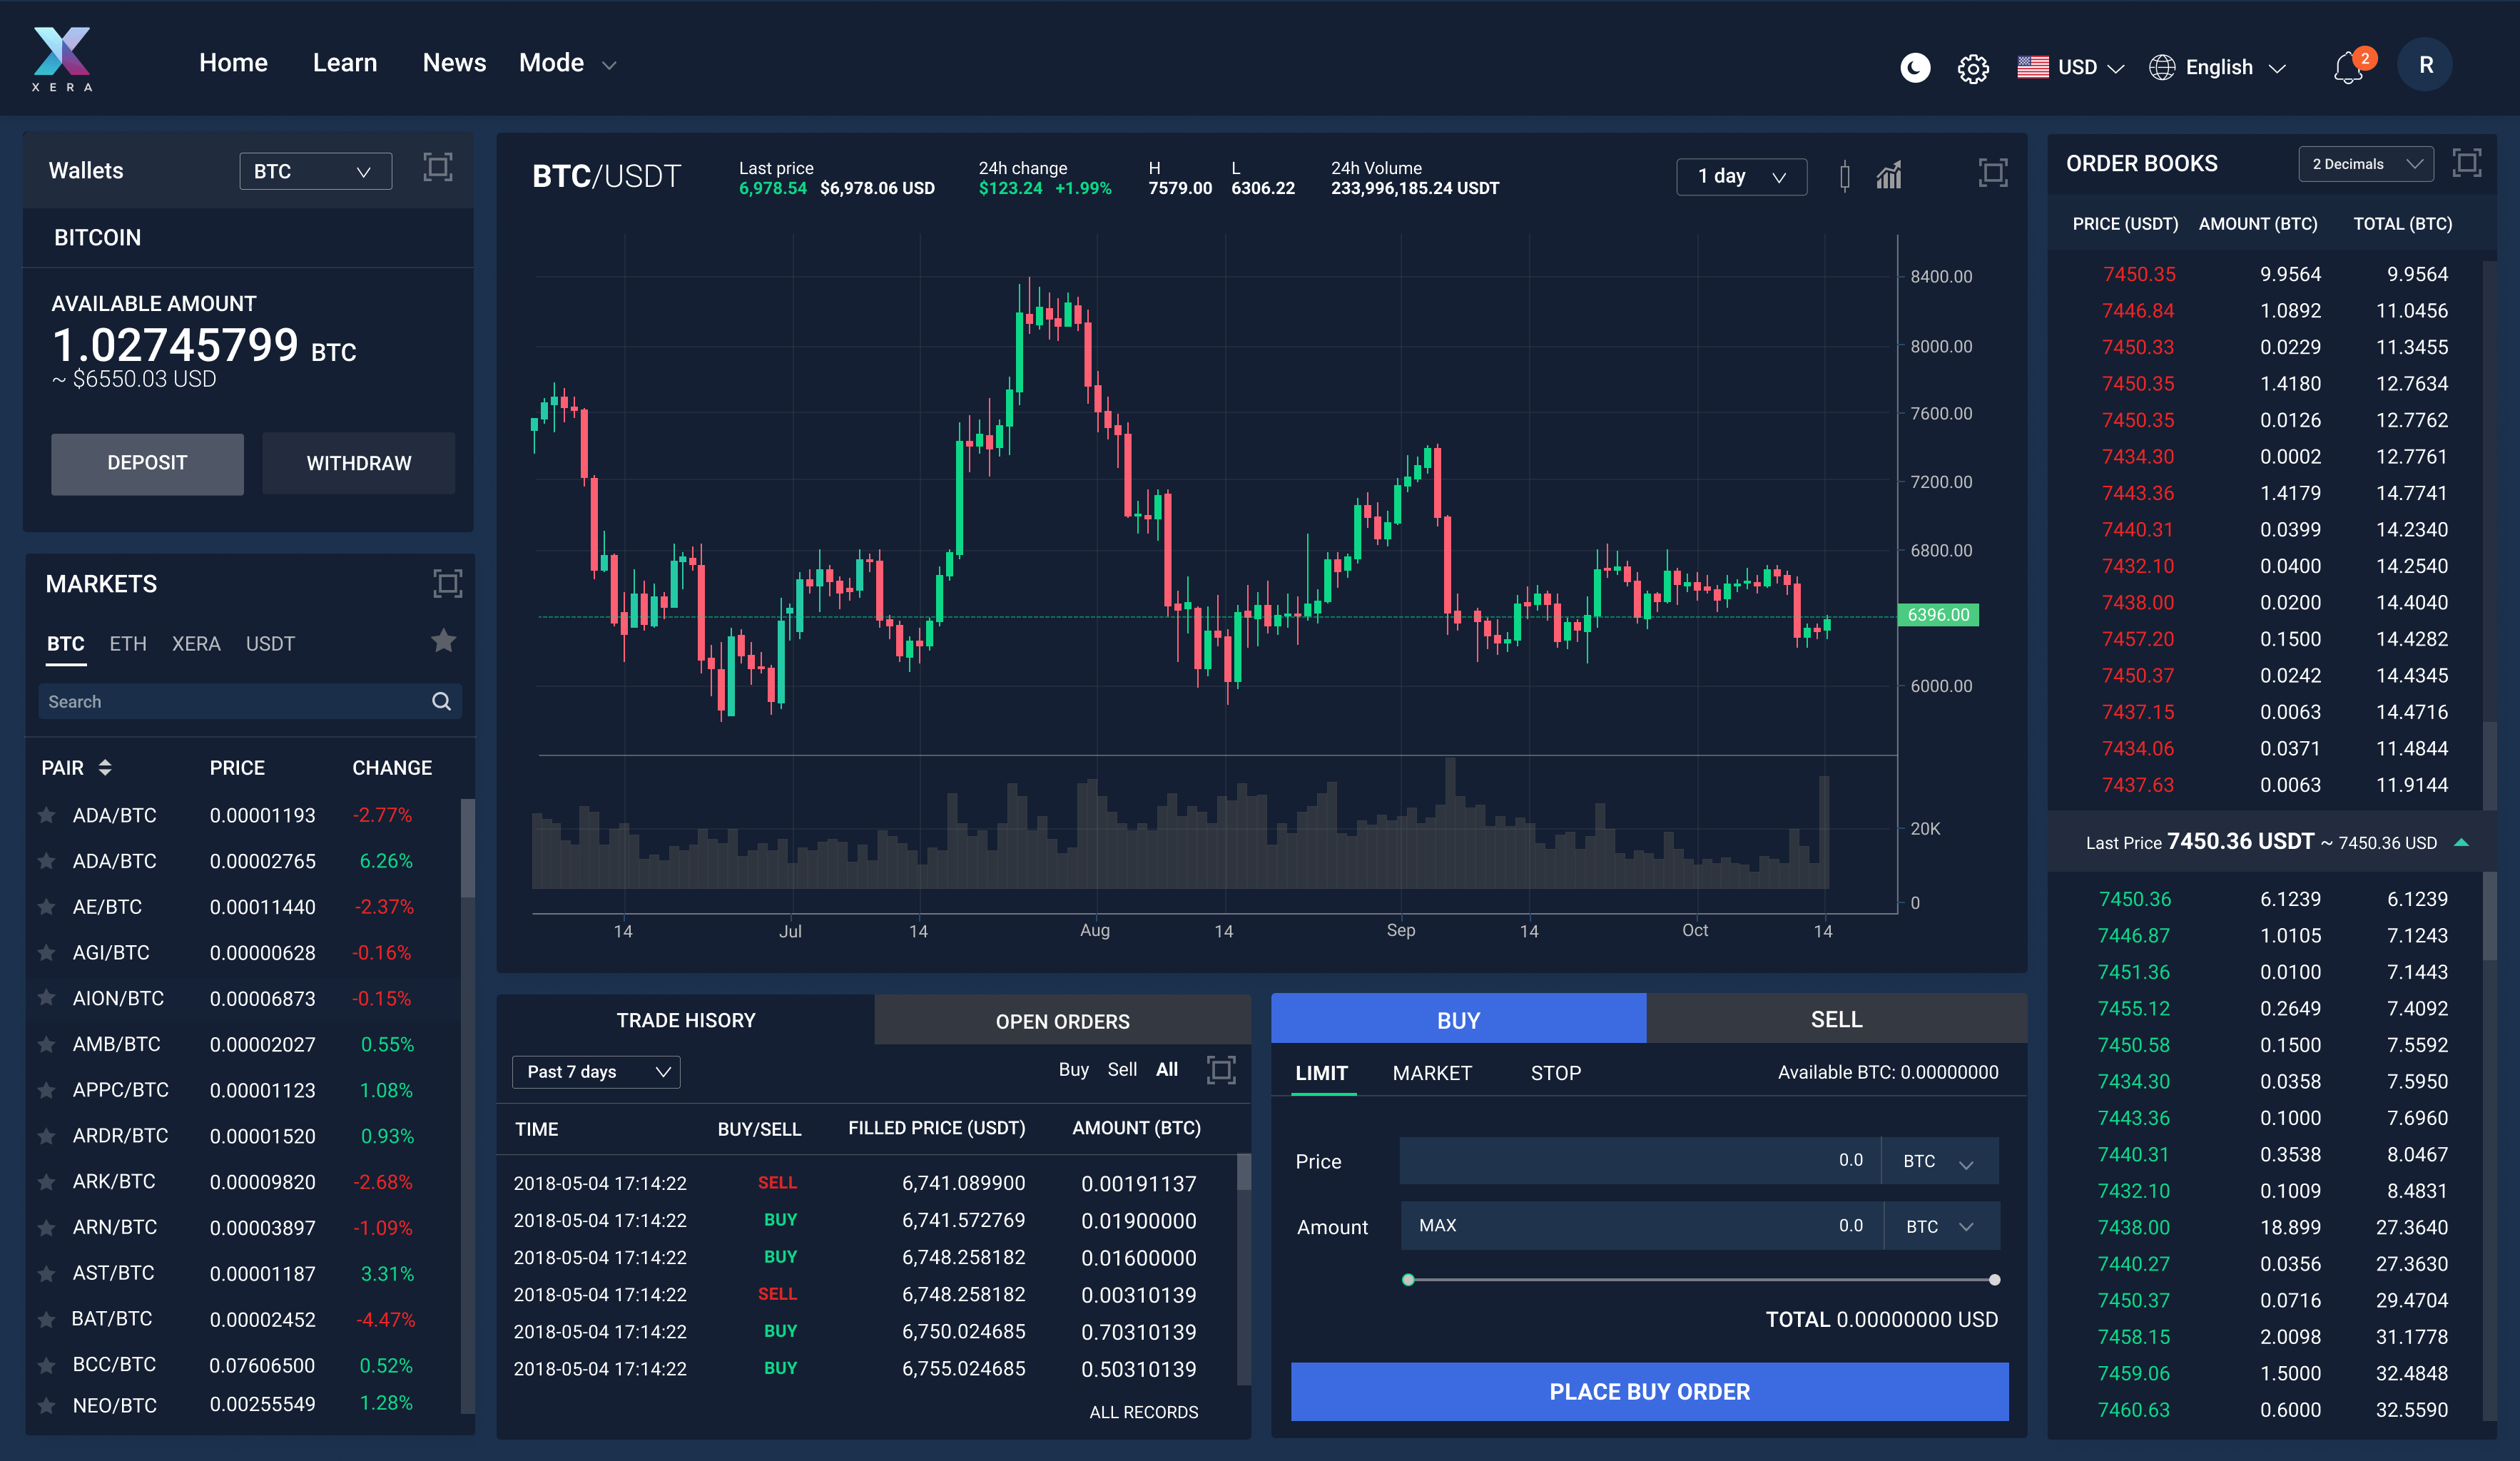 XERA
Home Learn News Mode
USD English 2 R
Wallets BTC
BITCOIN
AVAILABLE AMOUNT
1.02745799 BTC
~ $6550.03 USD
DEPOSIT WITHDRAW
MARKETS
BTC ETH XERA USDT
Search
PAIR PRICE CHANGE
ADA/BTC 0.00001193 -2.77%
ADA/BTC 0.00002765 6.26%
AE/BTC 0.00011440 -2.37%
AGI/BTC 0.00000628 -0.16%
AION/BTC 0.00006873 -0.15%
AMB/BTC 0.00002027 0.55%
APPC/BTC 0.00001123 1.08%
ARDR/BTC 0.00001520 0.93%
ARK/BTC 0.00009820 -2.68%
ARN/BTC 0.00003897 -1.09%
AST/BTC 0.00001187 3.31%
BAT/BTC 0.00002452 -4.47%
BCC/BTC 0.07606500 0.52%
NEO/BTC 0.00255549 1.28%
BTC/USDT
Last price 24h change H L 24h Volume
6,978.54 $6,978.06 USD $123.24 +1.99% 7579.00 6306.22 233,996,185.24 USDT
1 day
8400.00
8000.00
7600.00
7200.00
6800.00
6396.00
6000.00
20K
0
14 Jul 14 Aug 14 Sep 14 Oct 14
TRADE HISORY OPEN ORDERS
Past 7 days Buy Sell All
TIME BUY/SELL FILLED PRICE (USDT) AMOUNT (BTC)
2018-05-04 17:14:22 SELL 6,741.089900 0.00191137
2018-05-04 17:14:22 BUY 6,741.572769 0.01900000
2018-05-04 17:14:22 BUY 6,748.258182 0.01600000
2018-05-04 17:14:22 SELL 6,748.258182 0.00310139
2018-05-04 17:14:22 BUY 6,750.024685 0.70310139
2018-05-04 17:14:22 BUY 6,755.024685 0.50310139
ALL RECORDS
BUY SELL
LIMIT MARKET STOP Available BTC: 0.00000000
Price 0.0 BTC
Amount MAX 0.0 BTC
TOTAL 0.00000000 USD
PLACE BUY ORDER
ORDER BOOKS 2 Decimals
PRICE (USDT) AMOUNT (BTC) TOTAL (BTC)
7450.35 9.9564 9.9564
7446.84 1.0892 11.0456
7450.33 0.0229 11.3455
7450.35 1.4180 12.7634
7450.35 0.0126 12.7762
7434.30 0.0002 12.7761
7443.36 1.4179 14.7741
7440.31 0.0399 14.2340
7432.10 0.0400 14.2540
7438.00 0.0200 14.4040
7457.20 0.1500 14.4282
7450.37 0.0242 14.4345
7437.15 0.0063 14.4716
7434.06 0.0371 11.4844
7437.63 0.0063 11.9144
Last Price 7450.36 USDT ~ 7450.36 USD
7450.36 6.1239 6.1239
7446.87 1.0105 7.1243
7451.36 0.0100 7.1443
7455.12 0.2649 7.4092
7450.58 0.1500 7.5592
7434.30 0.0358 7.5950
7443.36 0.1000 7.6960
7440.31 0.3538 8.0467
7432.10 0.1009 8.4831
7438.00 18.899 27.3640
7440.27 0.0356 27.3630
7450.37 0.0716 29.4704
7458.15 2.0098 31.1778
7459.06 1.5000 32.4848
7460.63 0.6000 32.5590